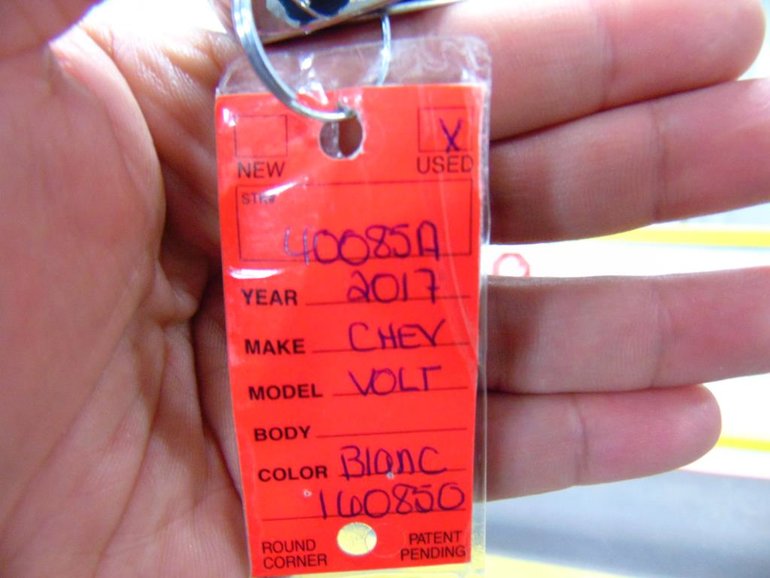 X
NEW USED
STK#
40085A
YEAR 2017
MAKE CHEV
MODEL VOLT
BODY
COLOR Blanc
160850
ROUND CORNER PATENT PENDING